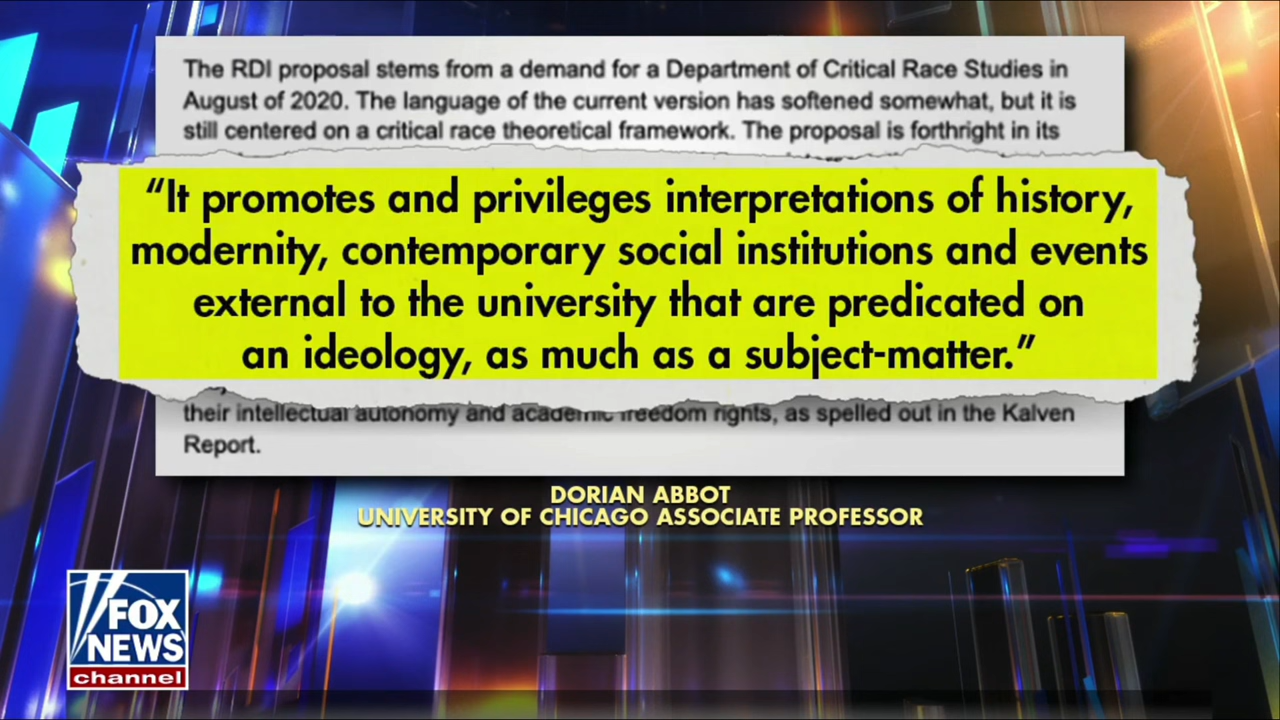 The RDI proposal stems from a demand for a Department of Critical Race Studies in
August of 2020. The language of the current version has softened somewhat, but it is
still centered on a critical race theoretical framework. The proposal is forthright in its
“It promotes and privileges interpretations of history,
modernity, contemporary social institutions and events
external to the university that are predicated on
an ideology, as much as a subject-matter.”
their intellectual autonomy and academic freedom rights, as spelled out in the Kalven
Report.
DORIAN ABBOT
UNIVERSITY OF CHICAGO ASSOCIATE PROFESSOR
FOX
NEWS
channel